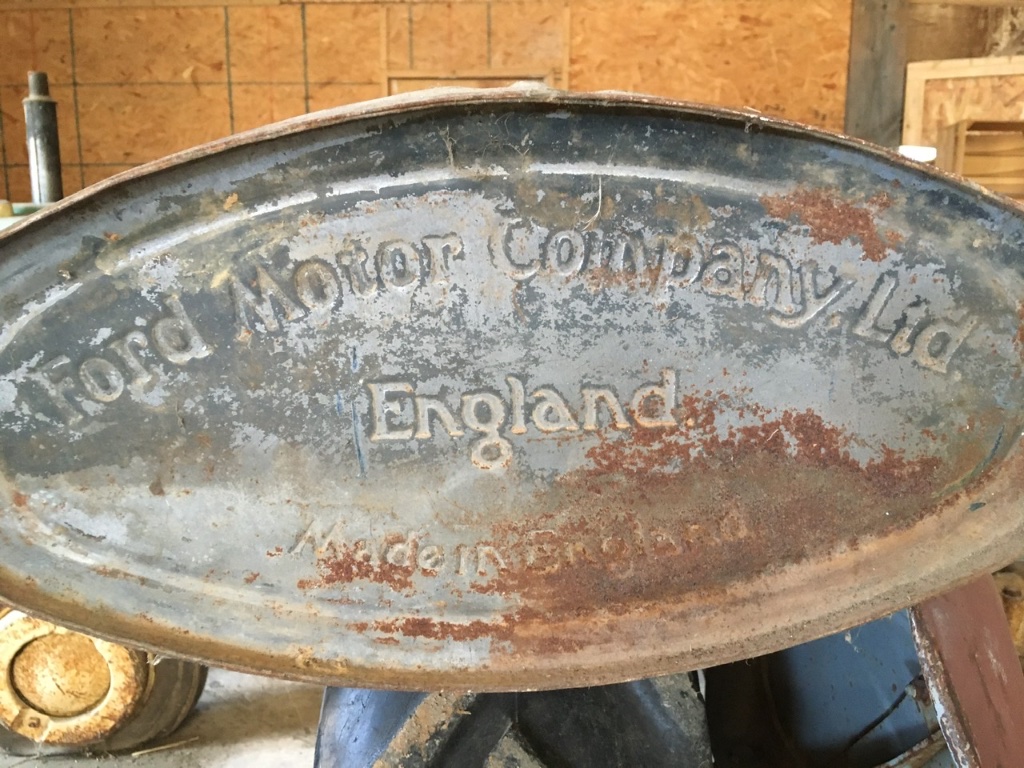 Ford Motor Company, Ltd.
England.
Made in England